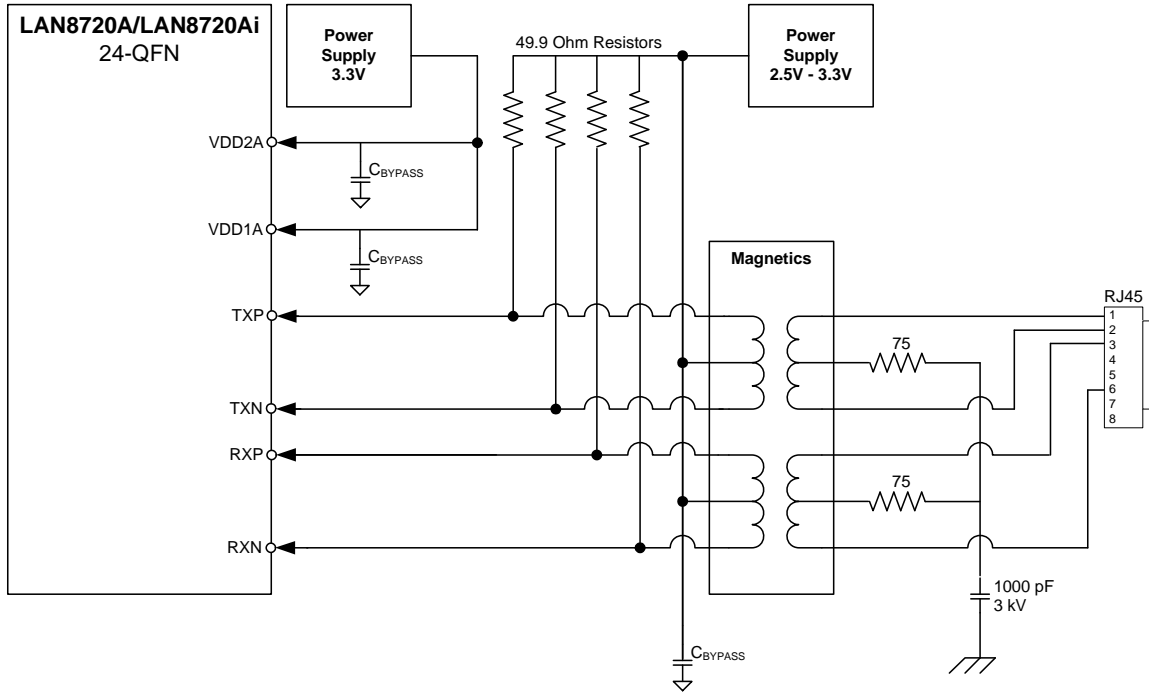 LAN8720A/LAN8720Ai
24-QFN
Power
Supply
3.3V
49.9 Ohm Resistors
Power
Supply
2.5V - 3.3V
VDD2A
CBYPASS
VDD1A
CBYPASS
Magnetics
TXP
RJ45
1
2
3
4
5
6
7
8
75
TXN
RXP
75
RXN
1000 pF
3 kV
CBYPASS